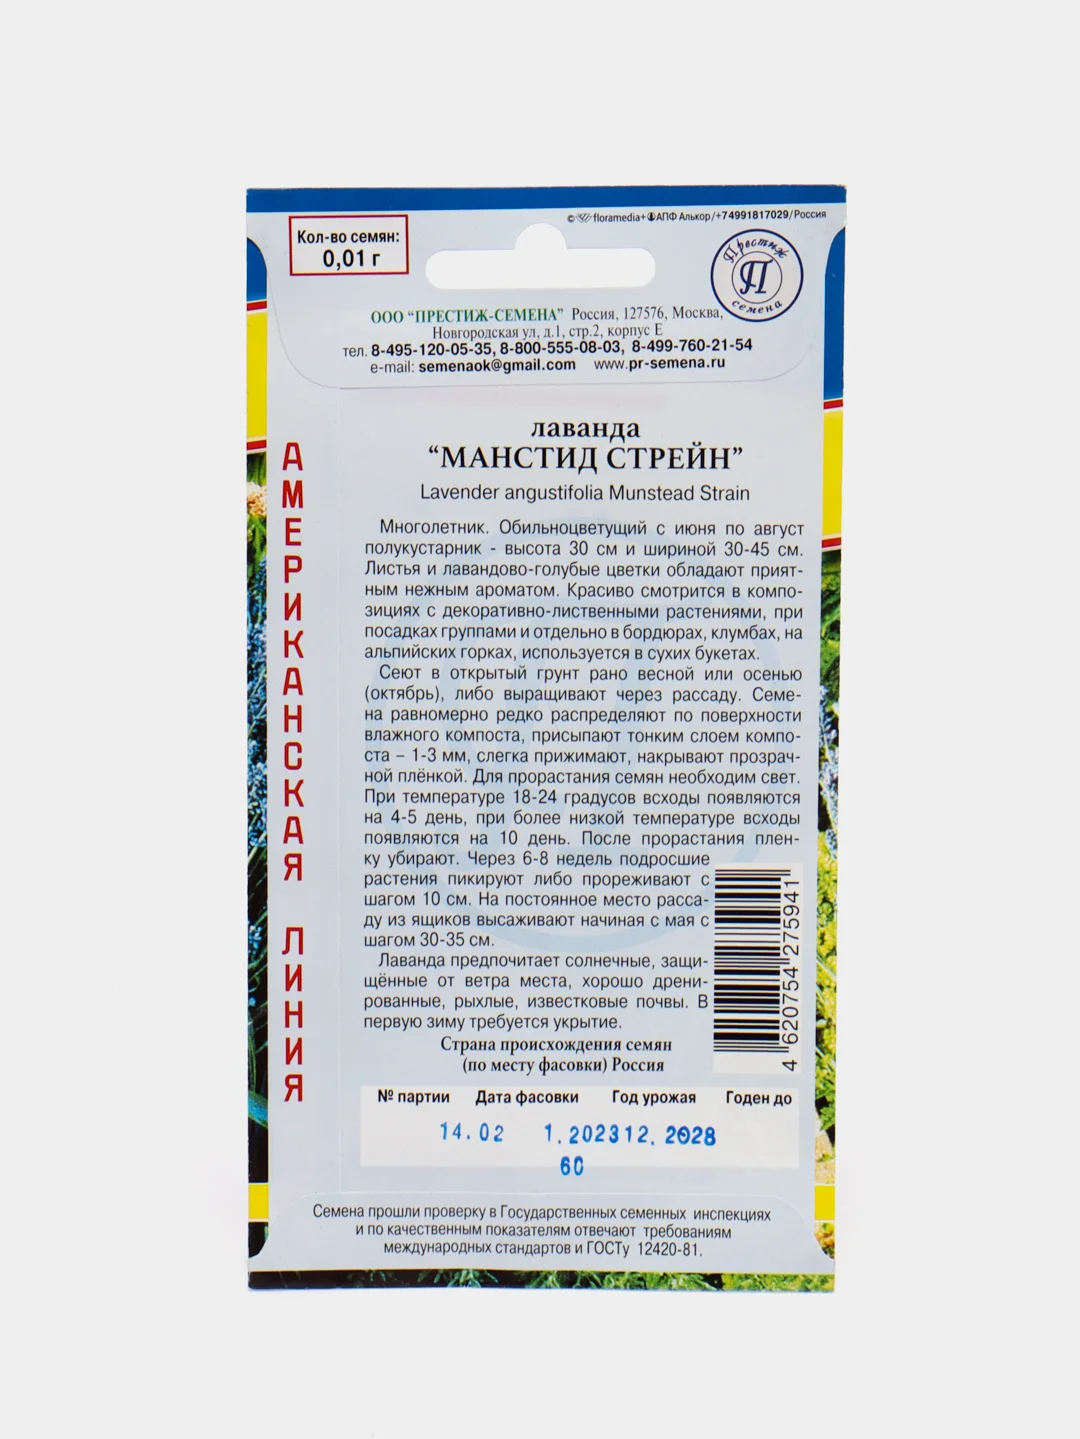 © floramedia+АПФ Алькор/+74991817029/Россия
Кол-во семян:
0,01 г
Престиж
П
семена
ООО “ПРЕСТИЖ-СЕМЕНА” Россия, 127576, Москва,
Новгородская ул, д.1, стр.2, корпус Е
тел. 8-495-120-05-35, 8-800-555-08-03, 8-499-760-21-54
e-mail: semenaok@gmail.com www.pr-semena.ru
АМЕРИКАНСКАЯ ЛИНИЯ
лаванда
“МАНСТИД СТРЕЙН”
Lavender angustifolia Munstead Strain
Многолетник. Обильноцветущий с июня по август
полукустарник - высота 30 см и шириной 30-45 см.
Листья и лавандово-голубые цветки обладают прият-
ным нежным ароматом. Красиво смотрится в компо-
зициях с декоративно-лиственными растениями, при
посадках группами и отдельно в бордюрах, клумбах, на
альпийских горках, используется в сухих букетах.
Сеют в открытый грунт рано весной или осенью
(октябрь), либо выращивают через рассаду. Семе-
на равномерно редко распределяют по поверхности
влажного компоста, присыпают тонким слоем компо-
ста – 1-3 мм, слегка прижимают, накрывают прозрач-
ной плёнкой. Для прорастания семян необходим свет.
При температуре 18-24 градусов всходы появляются
на 4-5 день, при более низкой температуре всходы
появляются на 10 день. После прорастания плен-
ку убирают. Через 6-8 недель подросшие
растения пикируют либо прореживают с
шагом 10 см. На постоянное место расса-
ду из ящиков высаживают начиная с мая с
шагом 30-35 см.
Лаванда предпочитает солнечные, защи-
щённые от ветра места, хорошо дрени-
рованные, рыхлые, известковые почвы. В
первую зиму требуется укрытие.
4 620754 275941
Страна происхождения семян
(по месту фасовки) Россия
№ партии Дата фасовки Год урожая Годен до
14.02 1.202312.2028
60
Семена прошли проверку в Государственных семенных инспекциях
и по качественным показателям отвечают требованиям
международных стандартов и ГОСТу 12420-81.